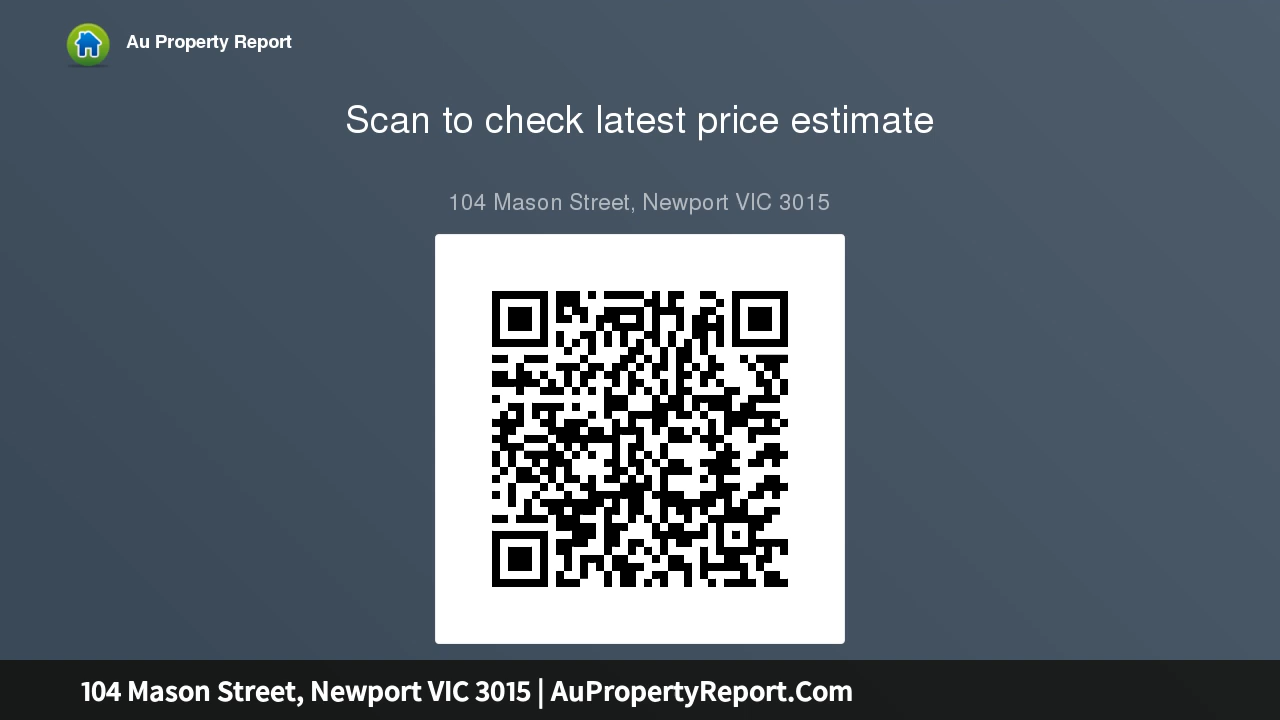 Au Property Report
Scan to check latest price estimate
104 Mason Street, Newport VIC 3015
104 Mason Street, Newport VIC 3015 | AuPropertyReport.Com